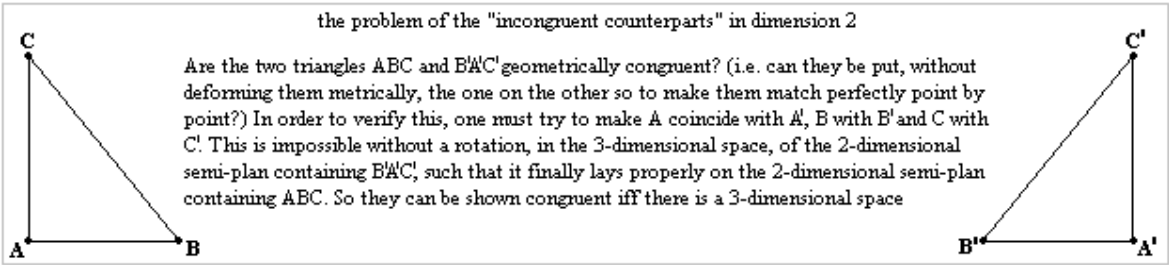 the problem of the "incongruent counterparts" in dimension 2
C
C'
Are the two triangles ABC and B'A'C' geometrically congruent? (i.e. can they be put, without
deforming them metrically, the one on the other so to make them match perfectly point by
point?) In order to verify this, one must try to make A coincide with A', B with B' and C with
C'. This is impossible without a rotation, in the 3-dimensional space, of the 2-dimensional
semi-plan containing B'A'C', such that it finally lays properly on the 2-dimensional semi-plan
containing ABC. So they can be shown congruent iff there is a 3-dimensional space
A
B
B'
A'